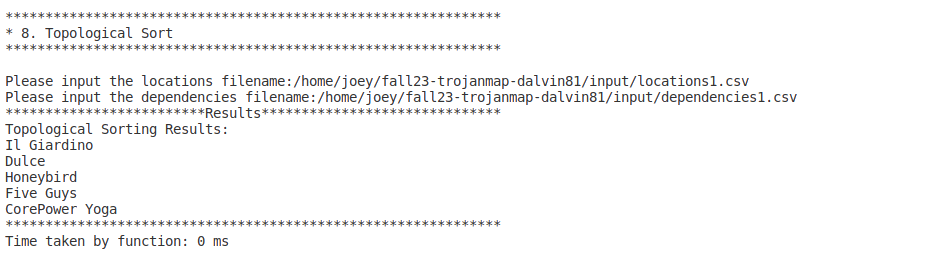 **************************************************************
* 8. Topological Sort
**************************************************************
Please input the locations filename:/home/joey/fall23-trojanmap-dalvin81/input/locations1.csv
Please input the dependencies filename:/home/joey/fall23-trojanmap-dalvin81/input/dependencies1.csv
*************************Results******************************
Topological Sorting Results:
Il Giardino
Dulce
Honeybird
Five Guys
CorePower Yoga
**************************************************************
Time taken by function: 0 ms